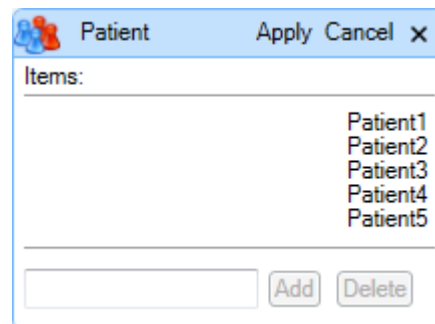 Patient Apply Cancel
Items:
Patient1
Patient2
Patient3
Patient4
Patient5
Add Delete